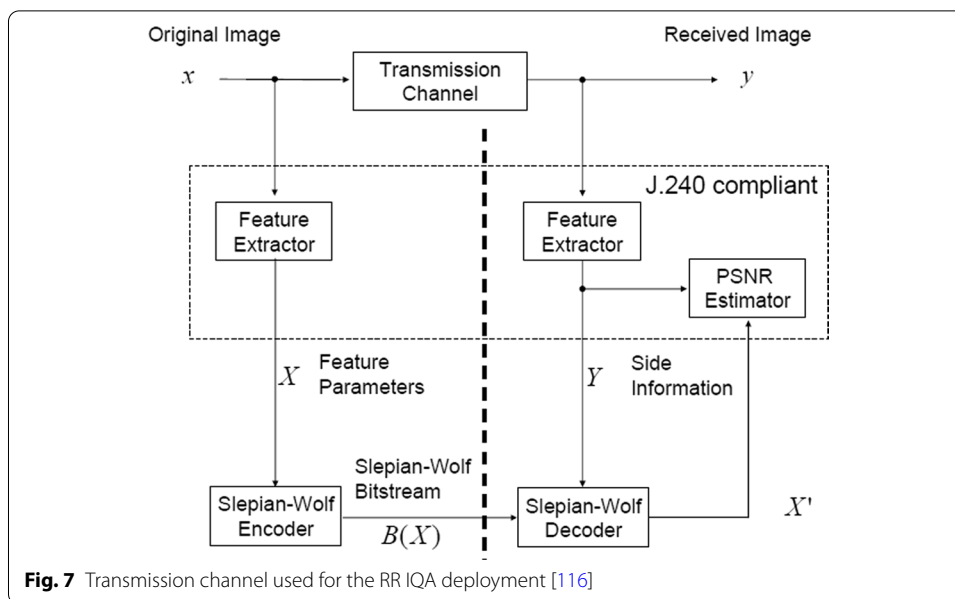 Original Image
Received Image
x
Transmission
Channel
y
J.240 compliant
Feature
Extractor
Feature
Extractor
PSNR
Estimator
X
Feature
Parameters
Y
Side
Information
Slepian-Wolf
Bitstream
Slepian-Wolf
Encoder
B(X)
Slepian-Wolf
Decoder
X'
Fig. 7 Transmission channel used for the RR IQA deployment [116]